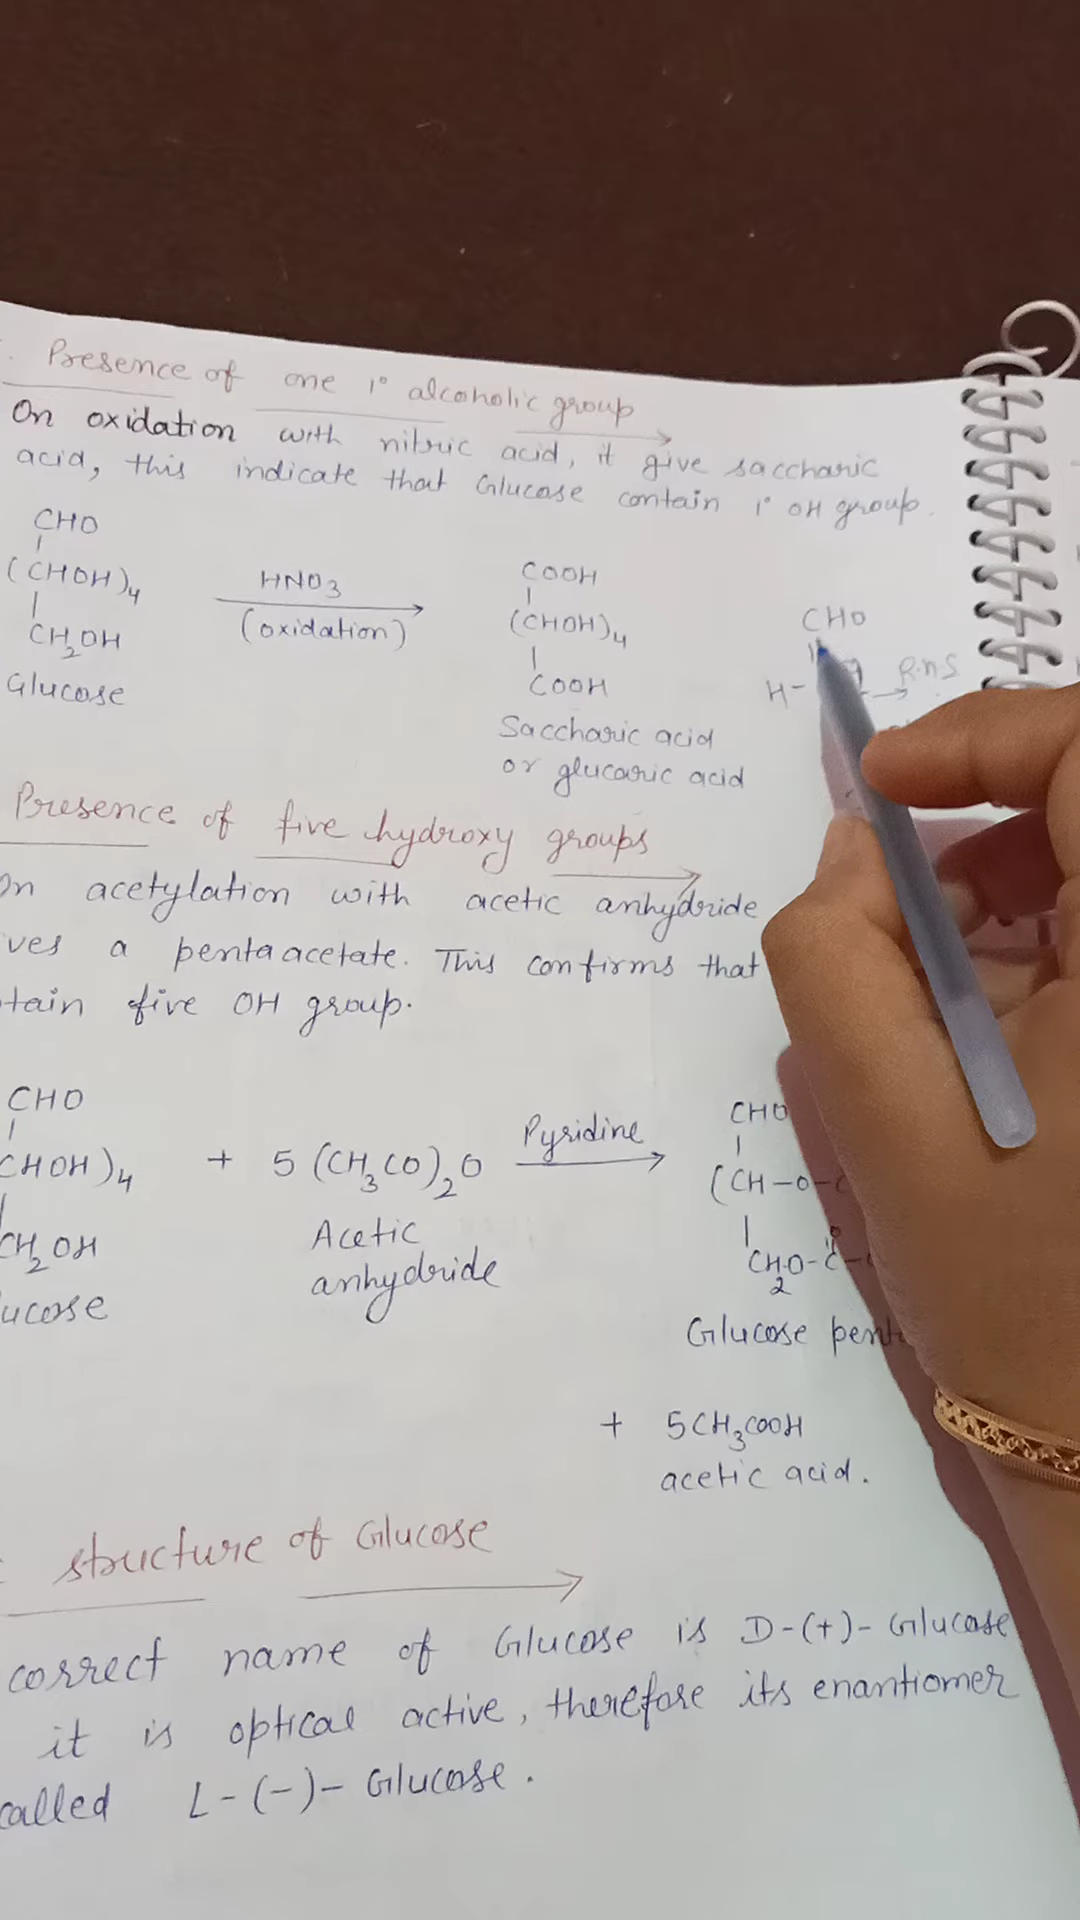 Presence of one 1° alcoholic group
On oxidation with nitric acid, it give saccharic
acid, this indicate that Glucose contain 1° OH group.
CHO
(CHOH)4
CH2OH
Glucose
HNO3
(oxidation)
COOH
(CHOH)4
COOH
Saccharic acid
or glucaric acid
CHO
H-
R.n.S
Presence of five hydroxy groups
On acetylation with acetic anhydride
ves a pentaacetate. This confirms that
tain five OH group.
CHO
CHOH)4
CH2OH
ucose
+ 5 (CH3CO)2O
Acetic
anhydride
Pyridine
CHO
(CH-O-
CH2O-C-
Glucose pent
+ 5CH3COOH
acetic acid.
structure of Glucose
correct name of Glucose is D-(+)-Glucose
it is optical active, therefore its enantiomer
called L-(-)-Glucose.